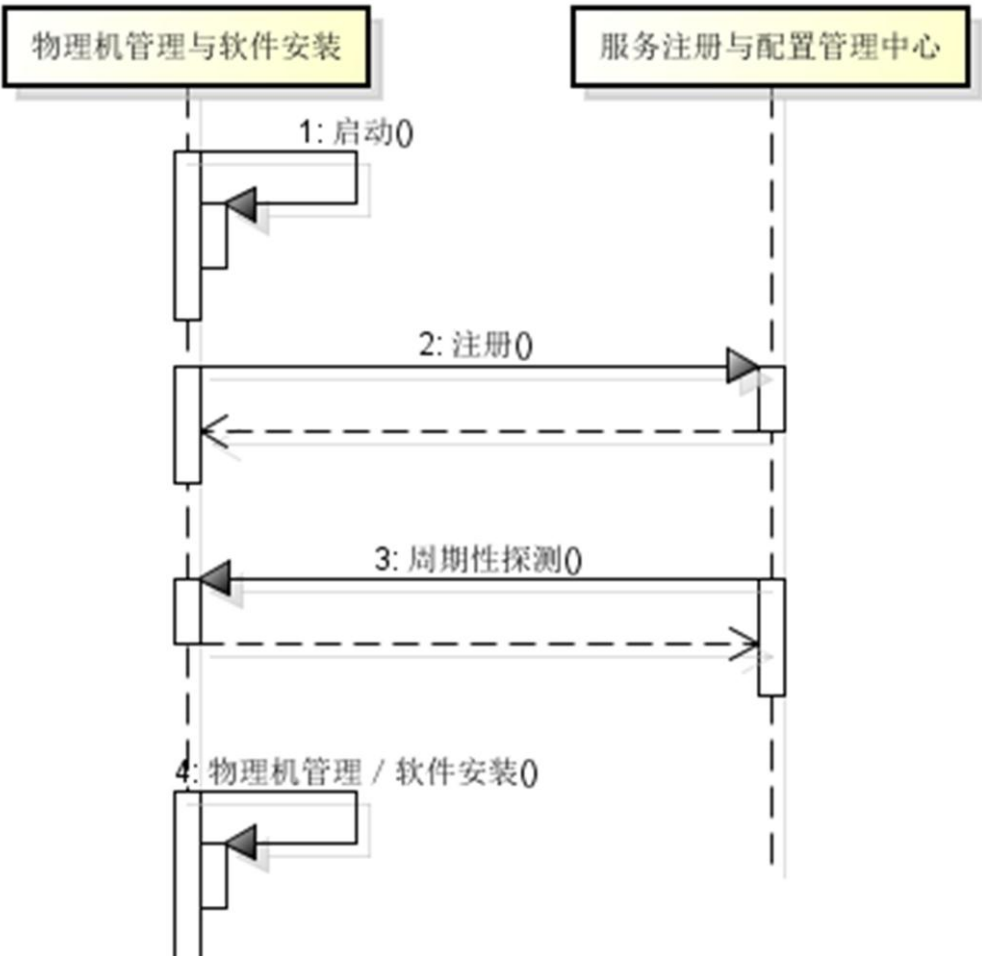 物理机管理与软件安装
服务注册与配置管理中心
1: 启动()
2: 注册()
3: 周期性探测()
4: 物理机管理 / 软件安装()